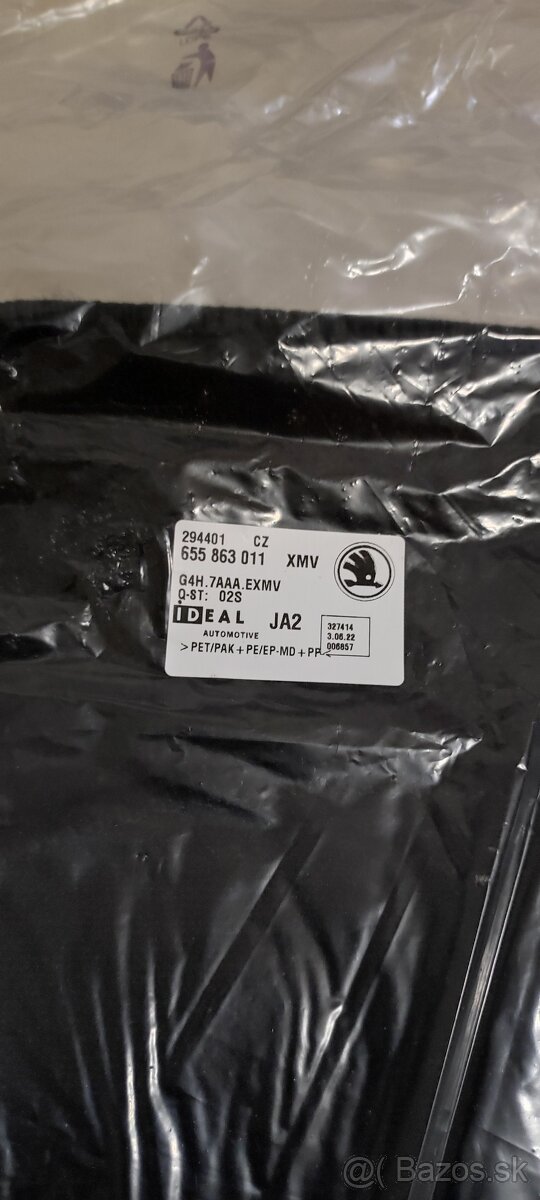 294401 CZ
655 863 011 XMV
G4H.7AAA.EXMV
Q-ST: 02S
IDEAL JA2
AUTOMOTIVE
327414
3.06.22
006857
>PET/PAK+PE/EP-MD+PP<
@( Bazos.sk